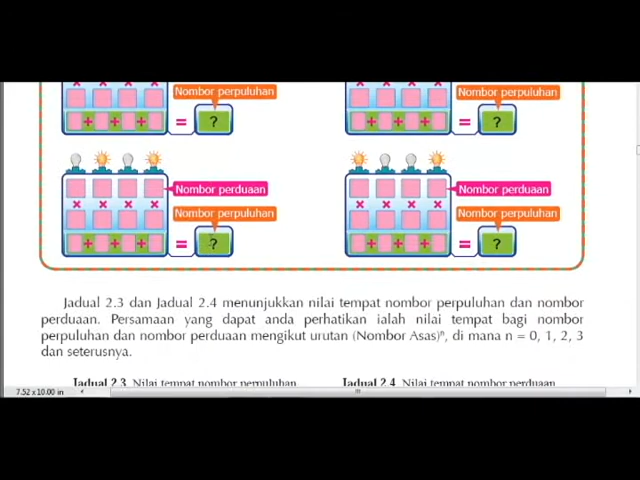 Nombor perpuluhan Nombor perpuluhan
+ + + = ? + + + = ?
Nombor perduaan Nombor perduaan
× × × × × × × ×
Nombor perpuluhan Nombor perpuluhan
+ + + = ? + + + = ?
Jadual 2.3 dan Jadual 2.4 menunjukkan nilai tempat nombor perpuluhan dan nombor
perduaan. Persamaan yang dapat anda perhatikan ialah nilai tempat bagi nombor
perpuluhan dan nombor perduaan mengikut urutan (Nombor Asas)ⁿ, di mana n = 0, 1, 2, 3
dan seterusnya.
Jadual 2.3 Nilai tempat nombor perpuluhan Jadual 2.4 Nilai tempat nombor perduaan
7.52 x 10.00 in